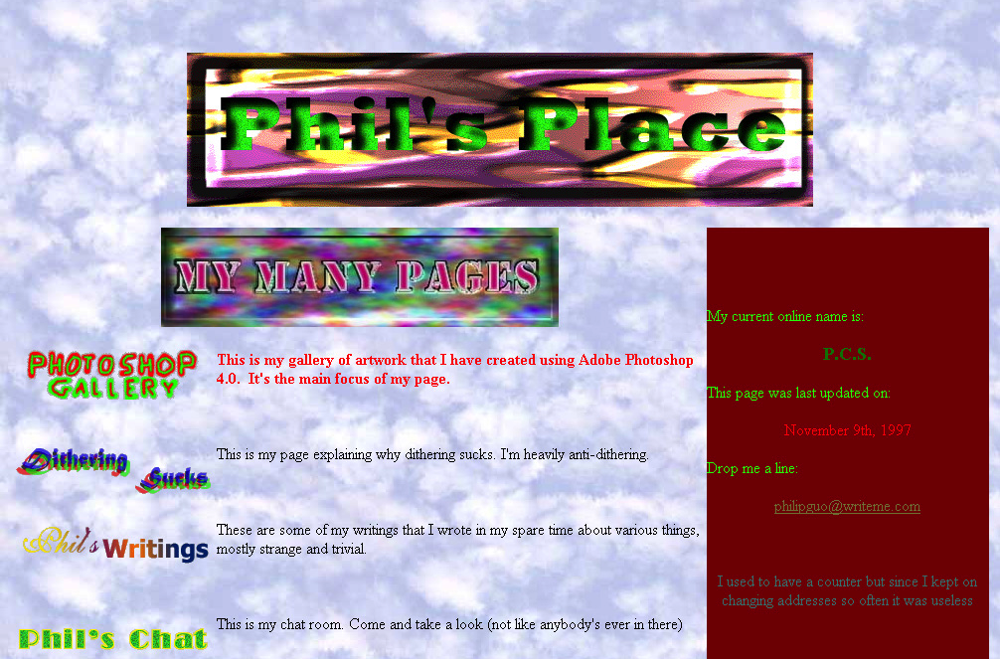 Phil's Place
MY MANY PAGES
PHOTOSHOP
GALLERY
This is my gallery of artwork that I have created using Adobe Photoshop
4.0.  It's the main focus of my page.
Dithering
Sucks
This is my page explaining why dithering sucks. I'm heavily anti-dithering.
Phil's Writings
These are some of my writings that I wrote in my spare time about various things,
mostly strange and trivial.
Phil's Chat
This is my chat room. Come and take a look (not like anybody's ever in there)
My current online name is:
P.C.S.
This page was last updated on:
November 9th, 1997
Drop me a line:
philipguo@writeme.com
I used to have a counter but since I kept on
changing addresses so often it was useless